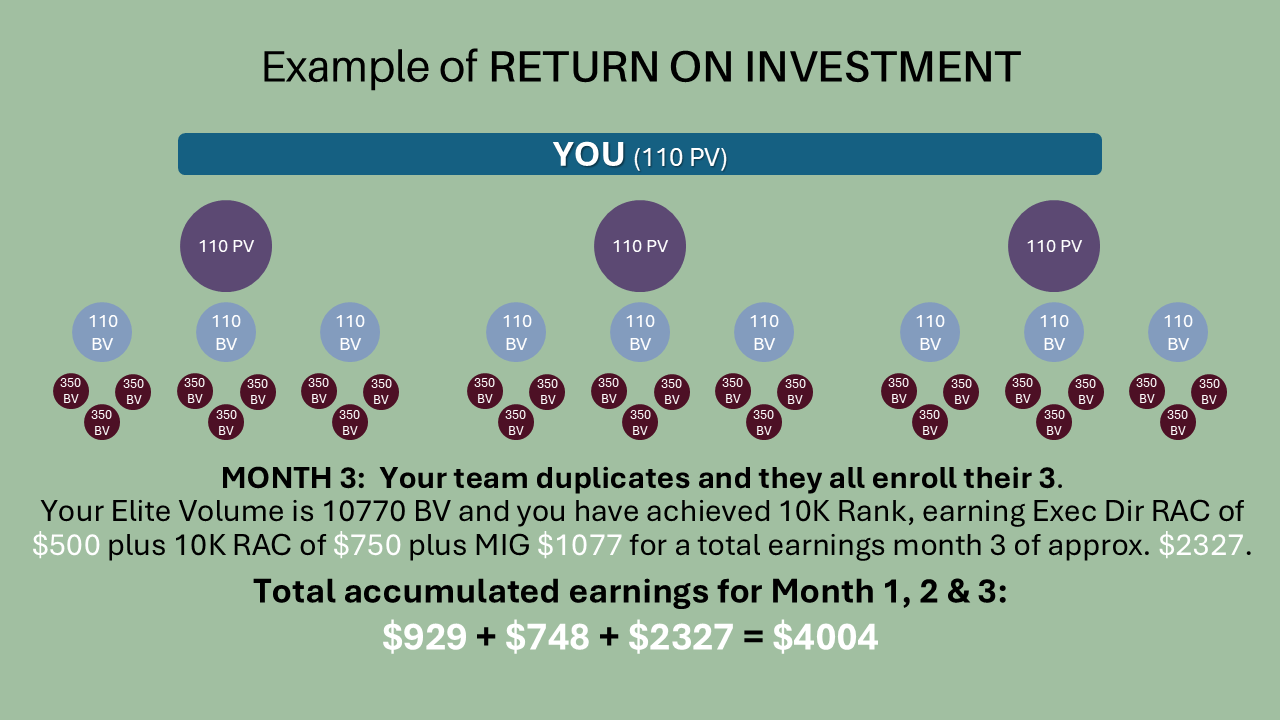 Example of RETURN ON INVESTMENT
YOU (110 PV)
110 PV 110 PV 110 PV
110 110 110 110 110 110 110 110 110
BV BV BV BV BV BV BV BV BV
350 350 350 350 350 350 350 350 350 350 350 350 350 350 350 350 350 350
BV BV BV BV BV BV BV BV BV BV BV BV BV BV BV BV BV BV
350 350 350 350 350 350 350 350 350
BV BV BV BV BV BV BV BV BV
MONTH 3: Your team duplicates and they all enroll their 3.
Your Elite Volume is 10770 BV and you have achieved 10K Rank, earning Exec Dir RAC of
$500 plus 10K RAC of $750 plus MIG $1077 for a total earnings month 3 of approx. $2327.
Total accumulated earnings for Month 1, 2 & 3:
$929 + $748 + $2327 = $4004